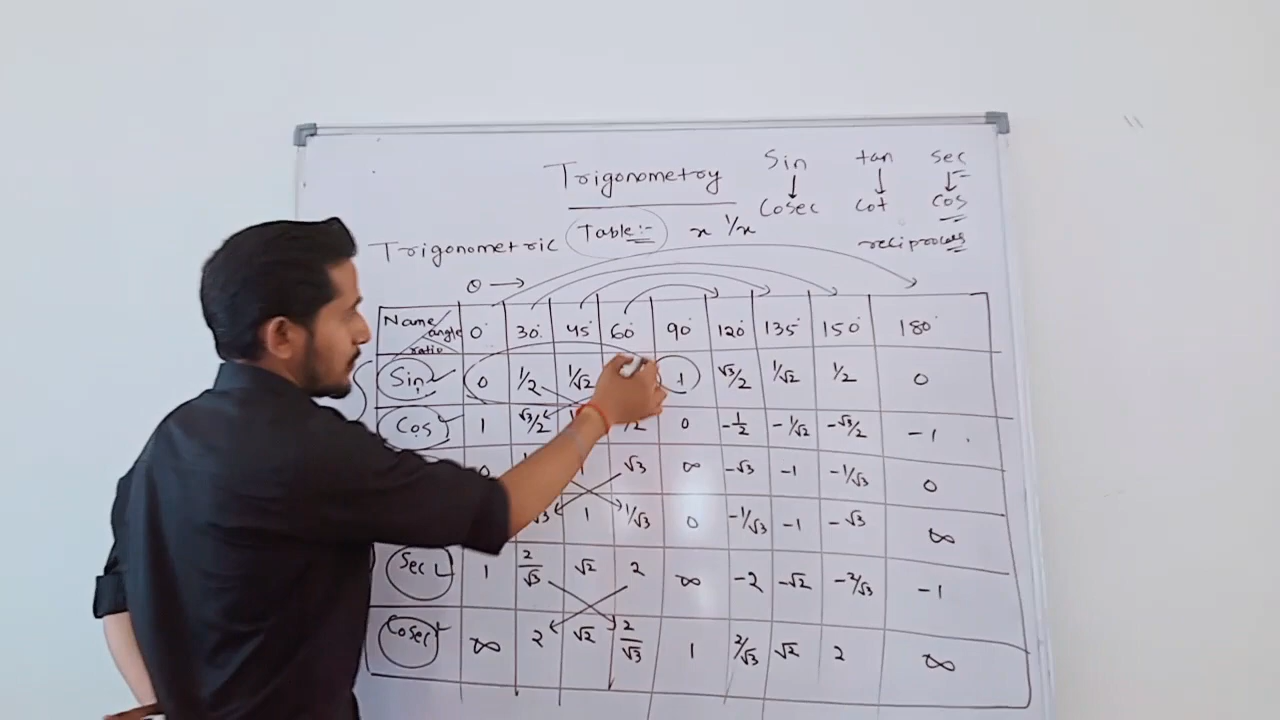 Trigonometry
Sin tan sec
↓ ↓ ↓
Cosec Cot Cos
Trigonometric Table:- x 1/x reciprocals
θ →
Name/angle ratio 0° 30° 45° 60° 90° 120° 135° 150° 180°
Sin 0 1/2 1/√2 1 √3/2 1/√2 1/2 0
Cos 1 √3/2 0 -1/2 -1/√2 -√3/2 -1
0 1 √3 ∞ -√3 -1 -1/√3 0
1 1/√3 0 -1/√3 -1 -√3 ∞
Sec 1 2/√3 √2 2 ∞ -2 -√2 -2/√3 -1
Cosec ∞ 2 √2 2/√3 1 2/√3 √2 2 ∞